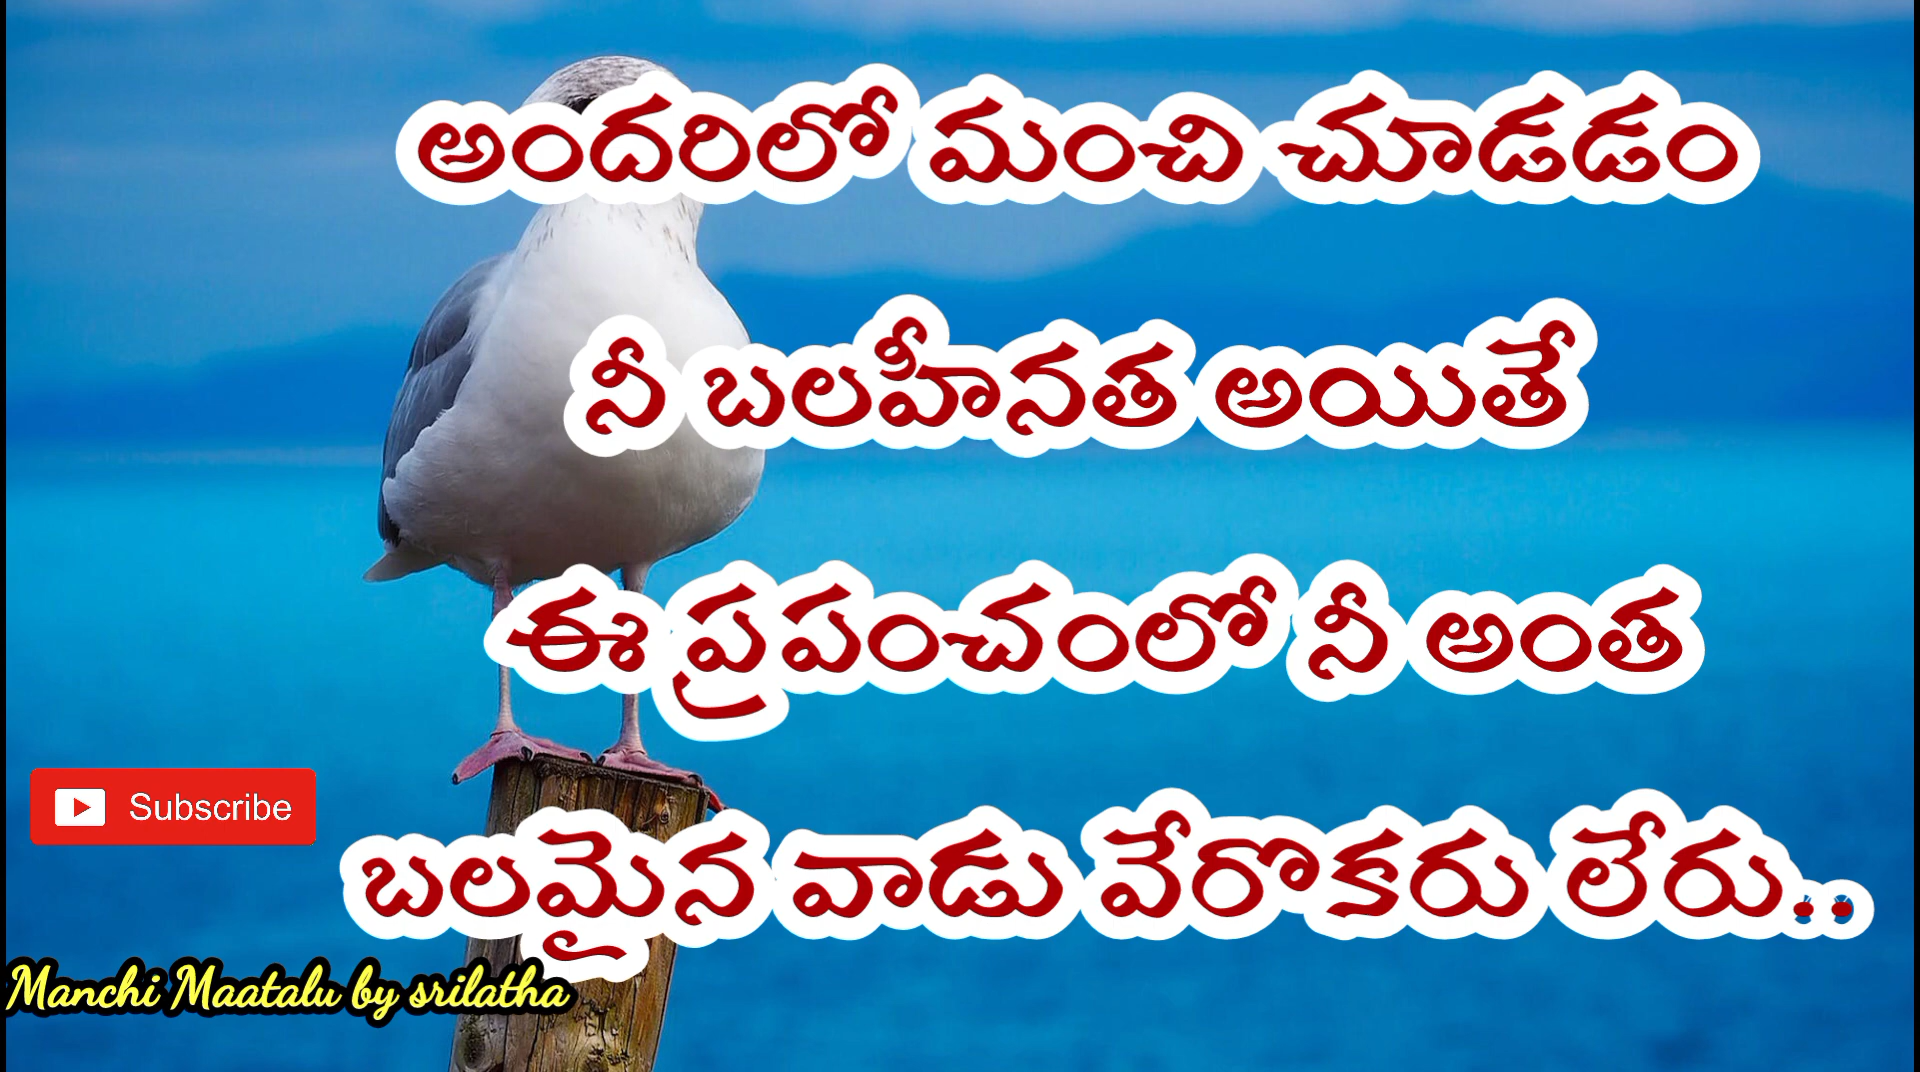 అందరిలో మంచి చూడడం
నీ బలహీనత అయితే
ఈ ప్రపంచంలో నీ అంత
Subscribe
బలమైన వాడు వేరొకరు లేరు..
Manchi Maatalu by srilatha